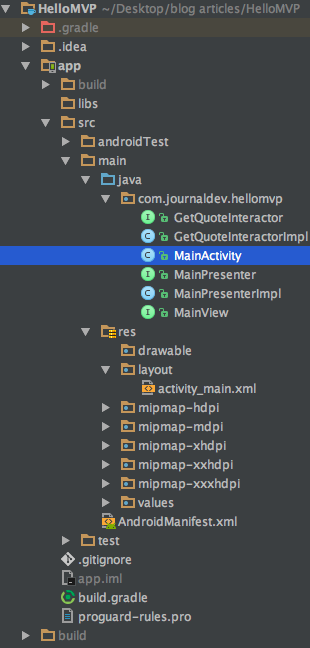 HelloMVP ~/Desktop/blog articles/HelloMVP
.gradle
.idea
app
build
libs
src
androidTest
main
java
com.journaldev.hellomvp
I GetQuoteInteractor
C GetQuoteInteractorImpl
C MainActivity
I MainPresenter
C MainPresenterImpl
I MainView
res
drawable
layout
activity_main.xml
mipmap-hdpi
mipmap-mdpi
mipmap-xhdpi
mipmap-xxhdpi
mipmap-xxxhdpi
values
AndroidManifest.xml
test
.gitignore
app.iml
build.gradle
proguard-rules.pro
build